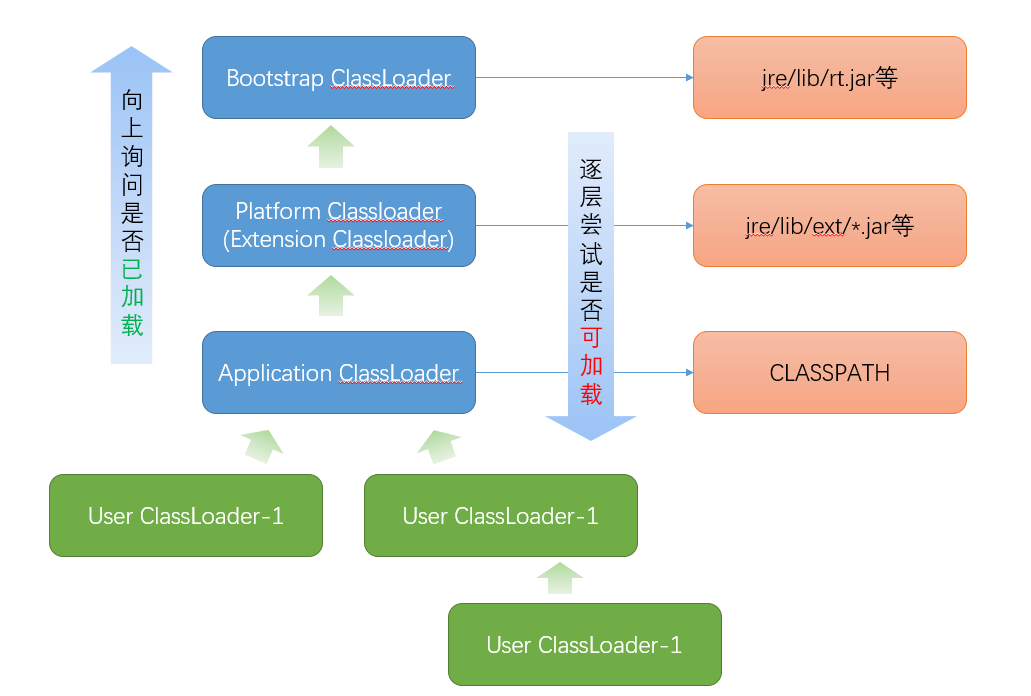 向上询问是否已加载
Bootstrap ClassLoader
jre/lib/rt.jar等
逐层尝试是否可加载
Platform Classloader
(Extension Classloader)
jre/lib/ext/*.jar等
Application ClassLoader
CLASSPATH
User ClassLoader-1
User ClassLoader-1
User ClassLoader-1